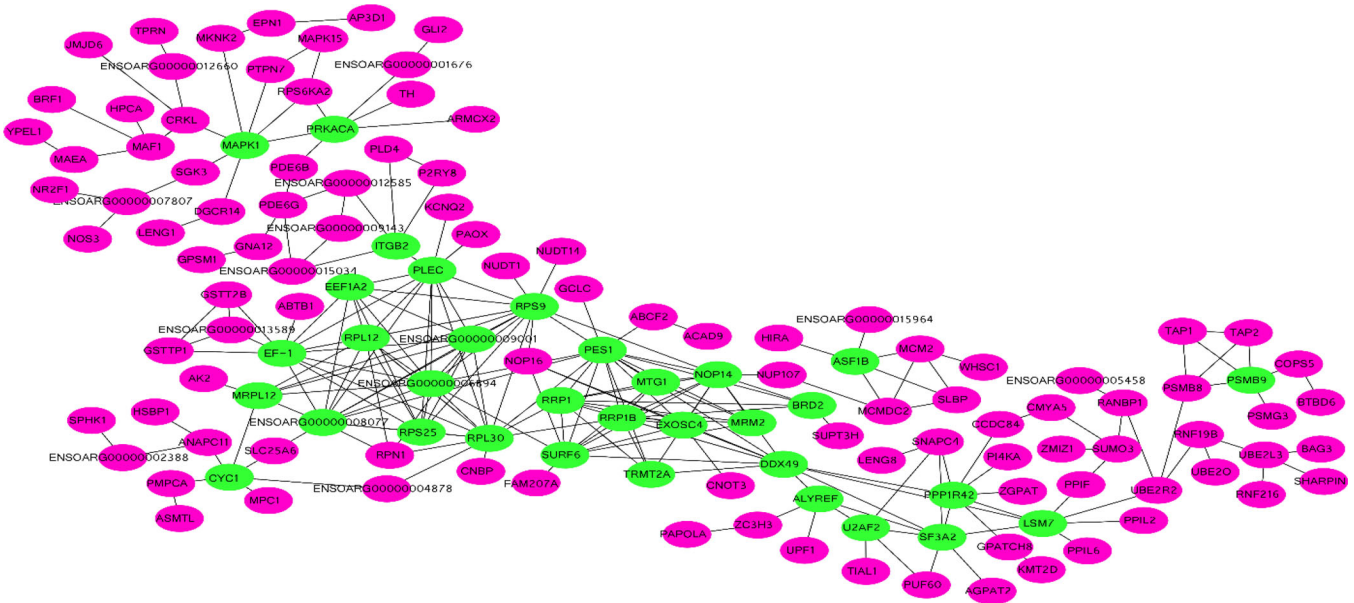 AP3D1
EPN1
TPRN
MKNK2
GLI2
JMJD6
MAPK15
ENSOARG00000012660
PTPN7
ENSOARG00000001676
RPS6KA2
TH
BRF1
HPCA
CRKL
ARMCX2
PRKACA
YPEL1
MAF1
MAPK1
PLD4
MAEA
PDE6B
SGK3
P2RY8
ENSOARG00000012585
NR2F1
ENSOARG00000007807
PDE6G
KCNQ2
DGCR14
LENG1
ENSOARG00000009143
PAOX
NOS3
GNA12
ITGB2
NUDT14
GPSM1
ENSOARG00000015034
PLEC
NUDT1
EEF1A2
GCLC
GSTT2B
ABTB1
RPS9
ABCF2
ENSOARG00000015964
ENSOARG00000013589
RPL12
ENSOARG00000009001
ACAD9
HIRA
TAP1
TAP2
GSTTP1
EF-1
PES1
MCM2
NOP16
ASF1B
WHSC1
COPS5
AK2
ENSOARG00000006894
MTG1
NOP14
NUP107
PSMB8
PSMB9
MRPL12
RRP1
BRD2
MCMDC2
SLBP
ENSOARG00000005458
BTBD6
HSBP1
RRP1B
EXOSC4
MRM2
CMYA5
RANBP1
PSMG3
SPHK1
ENSOARG00000008077
RPS25
RPL30
SUPT3H
CCDC84
ANAPC11
SLC25A6
RPN1
SURF6
SNAPC4
ZMIZ1
SUMO3
RNF19B
UBE2L3
BAG3
ENSOARG00000002388
CNBP
DDX49
LENG8
PI4KA
CYC1
TRMT2A
UBE2O
SHARPIN
PMPCA
ENSOARG00000004878
FAM207A
CNOT3
PPIF
UBE2R2
RNF216
MPC1
PPP1R42
ZGPAT
ASMTL
ALYREF
LSM7
PPIL2
PAPOLA
ZC3H3
U2AF2
SF3A2
UPF1
GPATCH8
PPIL6
TIAL1
KMT2D
PUF60
AGPAT2